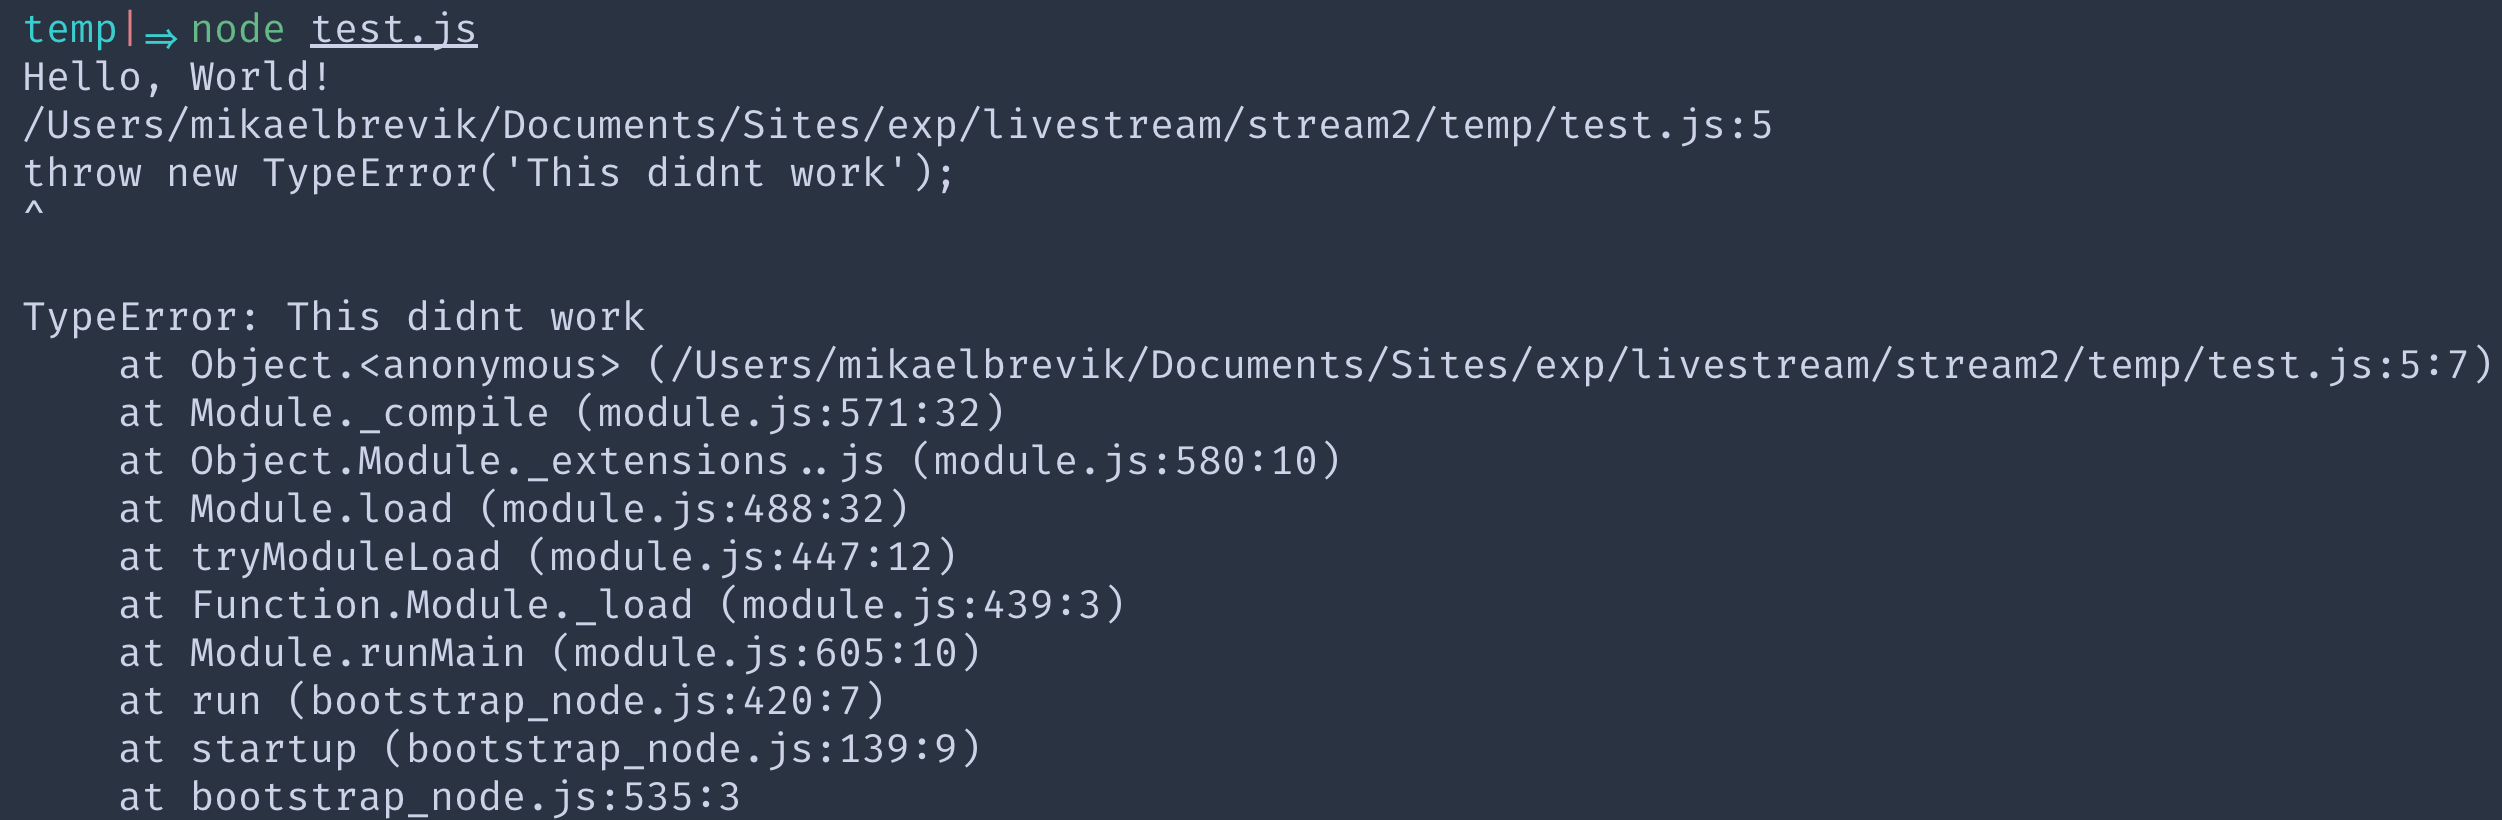 temp|⇒ node test.js
Hello, World!
/Users/mikaelbrevik/Documents/Sites/exp/livestream/stream2/temp/test.js:5
throw new TypeError('This didnt work');
^
TypeError: This didnt work
    at Object.<anonymous> (/Users/mikaelbrevik/Documents/Sites/exp/livestream/stream2/temp/test.js:5:7)
    at Module._compile (module.js:571:32)
    at Object.Module._extensions..js (module.js:580:10)
    at Module.load (module.js:488:32)
    at tryModuleLoad (module.js:447:12)
    at Function.Module._load (module.js:439:3)
    at Module.runMain (module.js:605:10)
    at run (bootstrap_node.js:420:7)
    at startup (bootstrap_node.js:139:9)
    at bootstrap_node.js:535:3